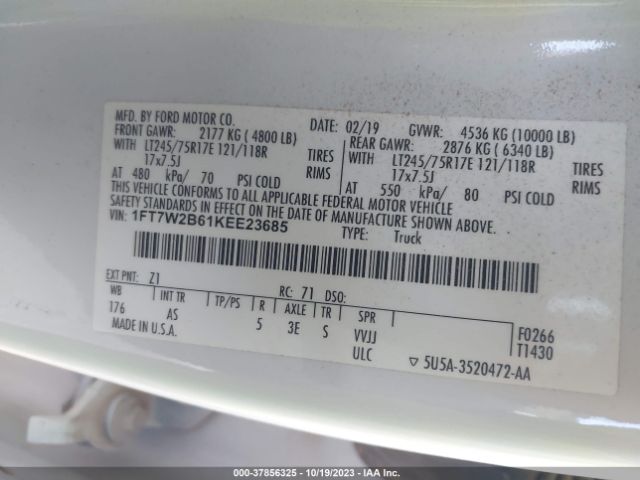 MFD. BY FORD MOTOR CO.
DATE: 02/19 GVWR: 4536 KG (10000 LB)
FRONT GAWR: 2177 KG (4800 LB)
REAR GAWR: 2876 KG (6340 LB)
WITH LT245/75R17E 121/118R TIRES
WITH LT245/75R17E 121/118R TIRES
17x7.5J RIMS
17x7.5J RIMS
AT 480 kPa/ 70 PSI COLD
AT 550 kPa/ 80 PSI COLD
THIS VEHICLE CONFORMS TO ALL APPLICABLE FEDERAL MOTOR VEHICLE
SAFETY STANDARDS IN EFFECT ON THE DATE OF MANUFACTURE SHOWN ABOVE.
VIN: 1FT7W2B61KEE23685
TYPE: Truck
EXT PNT: Z1 RC: 71 DSO:
WB INT TR TP/PS R AXLE TR SPR
176 AS 5 3E S VVJJ
F0266
MADE IN U.S.A. ULC
T1430
▽ 5U5A-3520472-AA
000-37856325 | 10/19/2023 | IAA Inc.